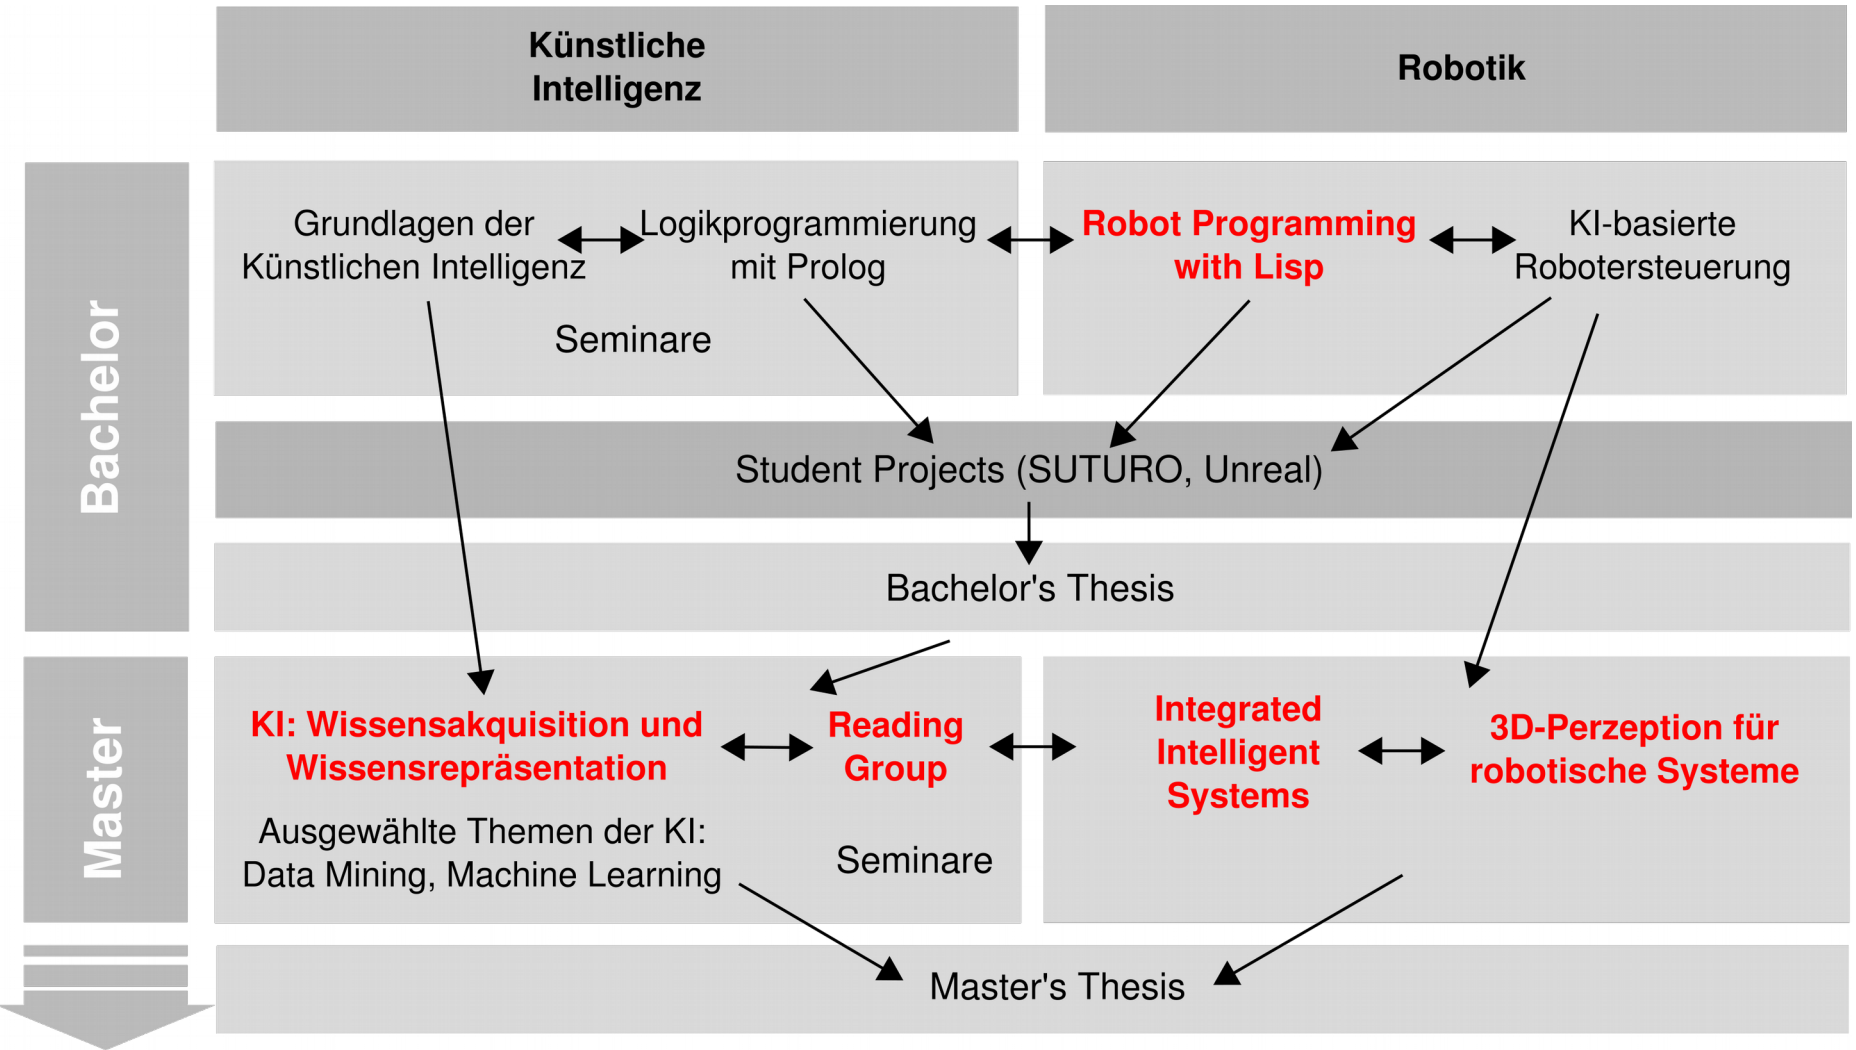 Künstliche
Intelligenz
Robotik
Bachelor
Grundlagen der
Künstlichen Intelligenz
Logikprogrammierung
mit Prolog
Robot Programming
with Lisp
KI-basierte
Robotersteuerung
Seminare
Student Projects (SUTURO, Unreal)
Bachelor's Thesis
Master
KI: Wissensakquisition und
Wissensrepräsentation
Reading
Group
Integrated
Intelligent
Systems
3D-Perzeption für
robotische Systeme
Ausgewählte Themen der KI:
Data Mining, Machine Learning
Seminare
Master's Thesis